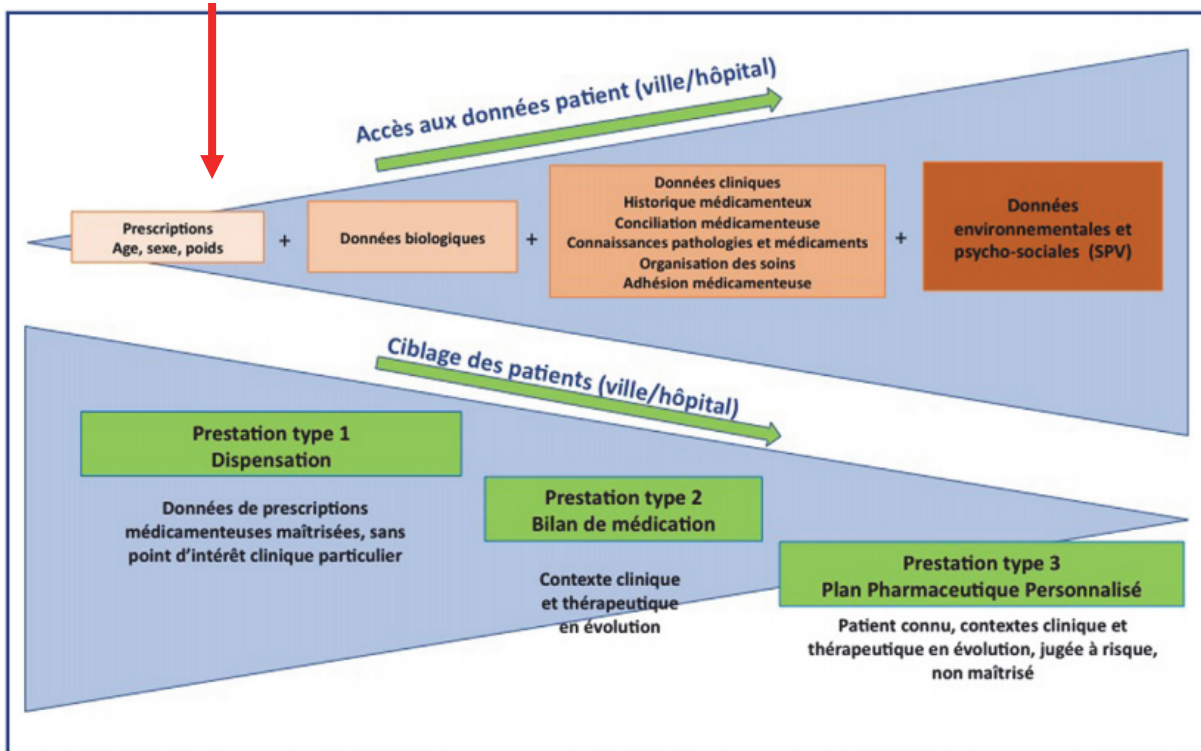 Accès aux données patient (ville/hôpital)
Prescriptions
Age, sexe, poids
+
Données biologiques
+
Données cliniques
Historique médicamenteux
Conciliation médicamenteuse
Connaissances pathologies et médicaments
Organisation des soins
Adhésion médicamenteuse
+
Données
environnementales et
psycho-sociales (SPV)
Ciblage des patients (ville/hôpital)
Prestation type 1
Dispensation
Données de prescriptions
médicamenteuses maîtrisées, sans
point d'intérêt clinique particulier
Prestation type 2
Bilan de médication
Contexte clinique
et thérapeutique
en évolution
Prestation type 3
Plan Pharmaceutique Personnalisé
Patient connu, contextes clinique et
thérapeutique en évolution, jugée à risque,
non maîtrisé